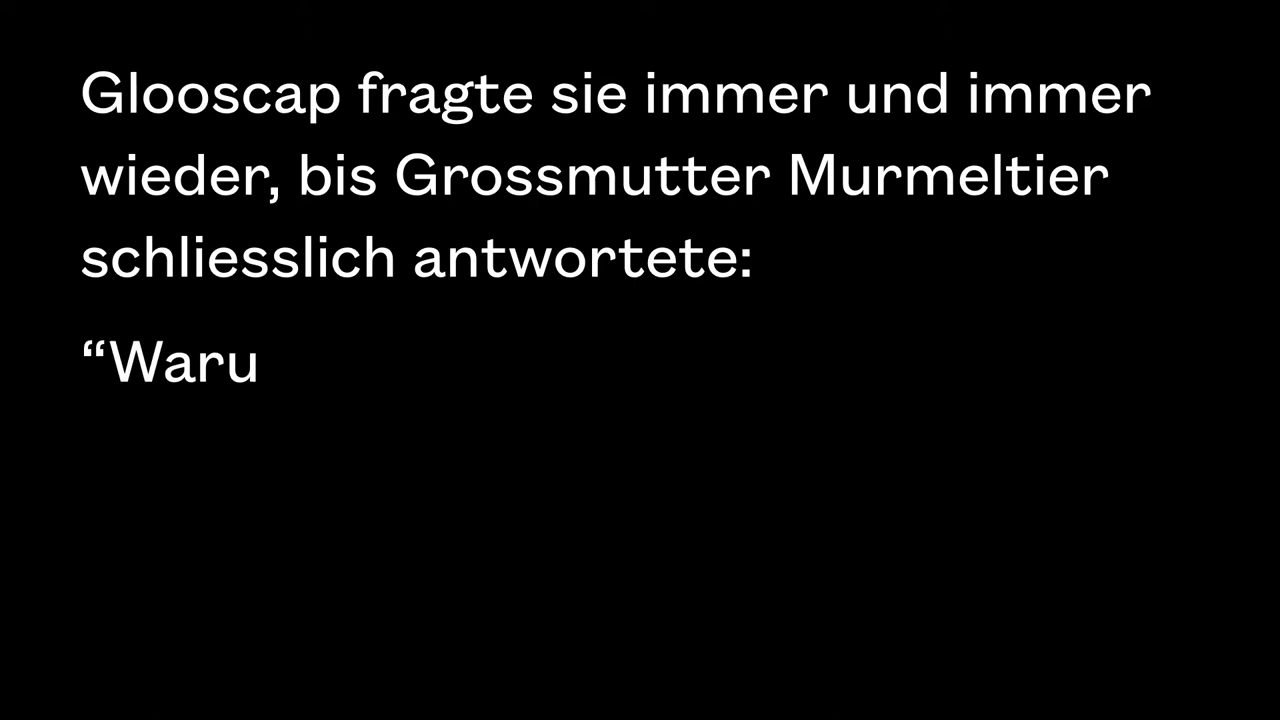 Glooscap fragte sie immer und immer
wieder, bis Grossmutter Murmeltier
schliesslich antwortete:
“Waru